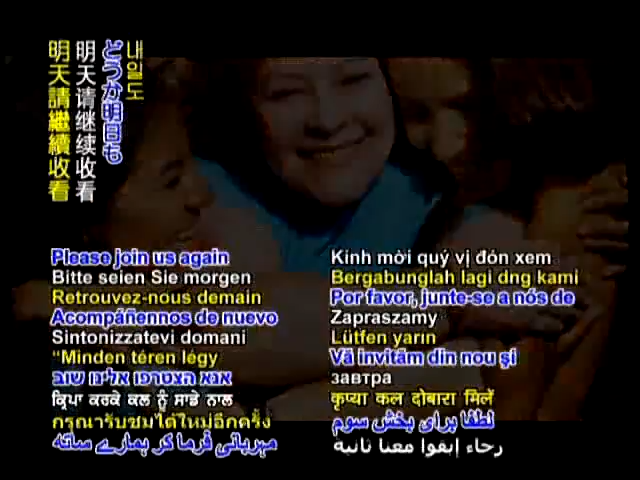 明天請繼續收看
明天请继续收看
どうか明日も
내일도
Please join us again
Bitte seien Sie morgen
Retrouvez-nous demain
Acompáñennos de nuevo
Sintonizzatevi domani
“Minden téren légy
אנא הצטרפו אלינו שוב
ਕ੍ਰਿਪਾ ਕਰਕੇ ਕਲ ਨੂੰ ਸਾਡੇ ਨਾਲ
กรุณารับชมได้ใหม่อีกครั้ง
مہربانی فرما کر ہمارے ساتھ
Kính mời quý vị đón xem
Bergabunglah lagi dng kami
Por favor, junte-se a nós de
Zapraszamy
Lütfen yarın
Vă invităm din nou şi
завтра
कृप्या कल दोबारा मिलें
لطفا برای بخش سوم
رجاء إبقوا معنا ثانية